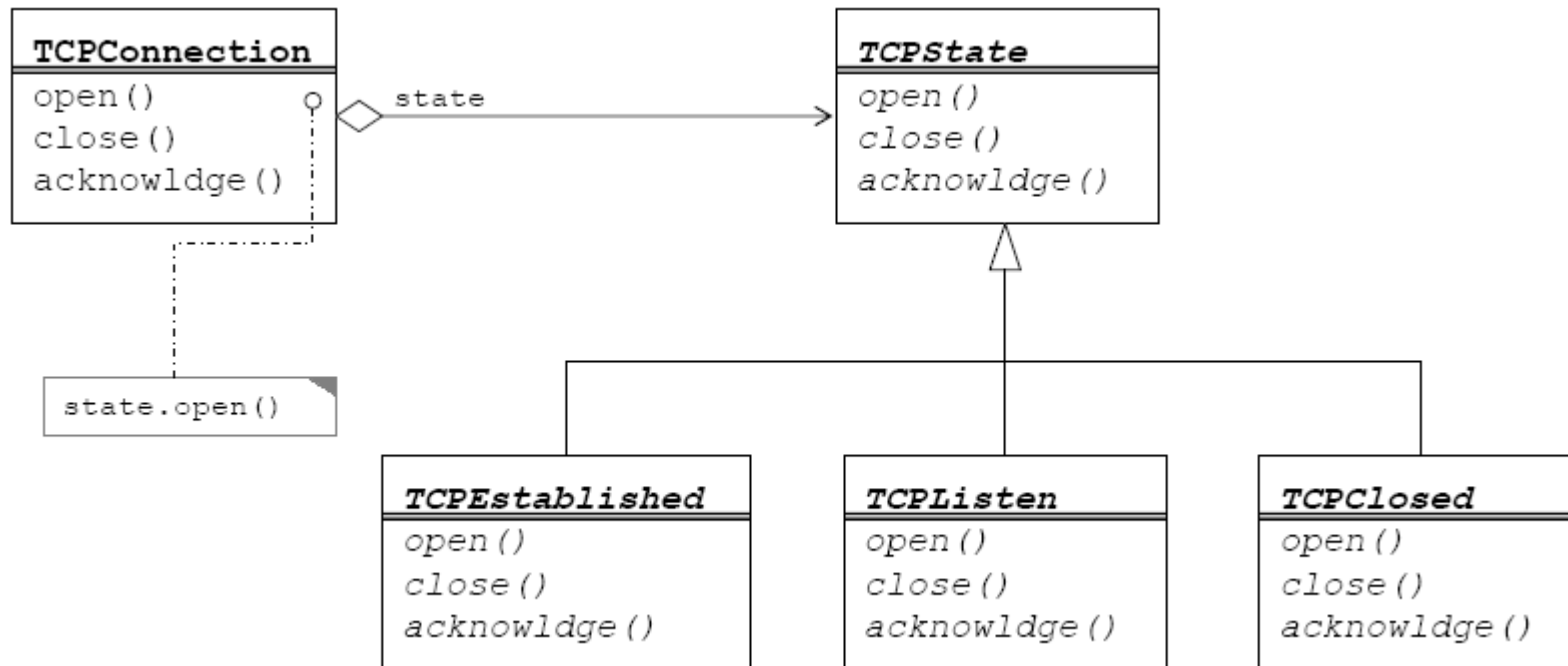 TCPConnection
open()
close()
acknowldge()
state
TCPState
open()
close()
acknowldge()
state.open()
TCPEstablished
open()
close()
acknowldge()
TCPListen
open()
close()
acknowldge()
TCPClosed
open()
close()
acknowldge()